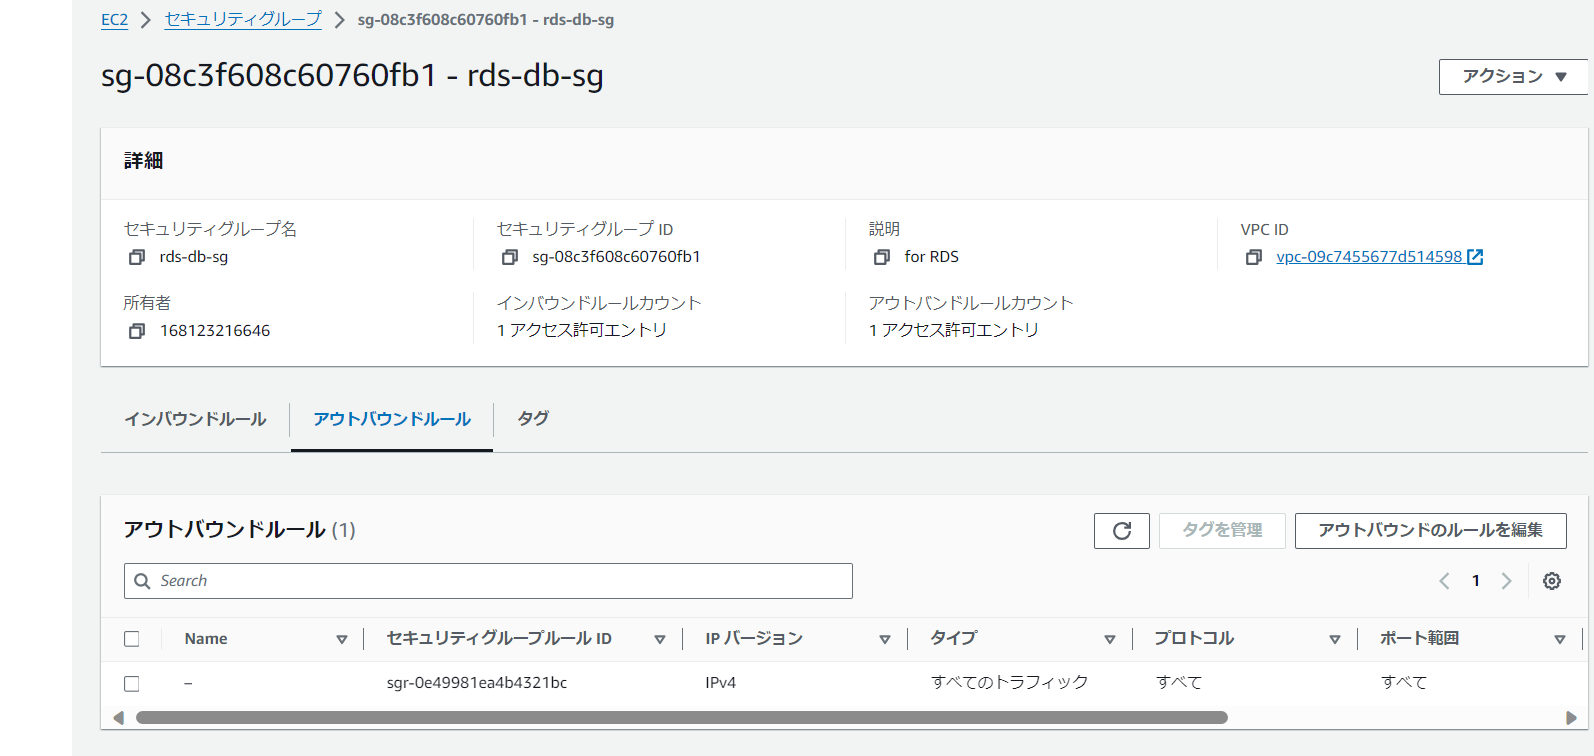 EC2 > セキュリティグループ > sg-08c3f608c60760fb1 - rds-db-sg
sg-08c3f608c60760fb1 - rds-db-sg
アクション ▼
詳細
セキュリティグループ名 セキュリティグループ ID 説明 VPC ID
rds-db-sg sg-08c3f608c60760fb1 for RDS vpc-09c7455677d514598
所有者 インバウンドルールカウント アウトバンドルールカウント
168123216646 1 アクセス許可エントリ 1 アクセス許可エントリ
インバウンドルール アウトバウンドルール タグ
アウトバウンドルール (1) タグを管理 アウトバウンドのルールを編集
Search 1
Name セキュリティグループルール ID IP バージョン タイプ プロトコル ポート範囲
– sgr-0e49981ea4b4321bc IPv4 すべてのトラフィック すべて すべて